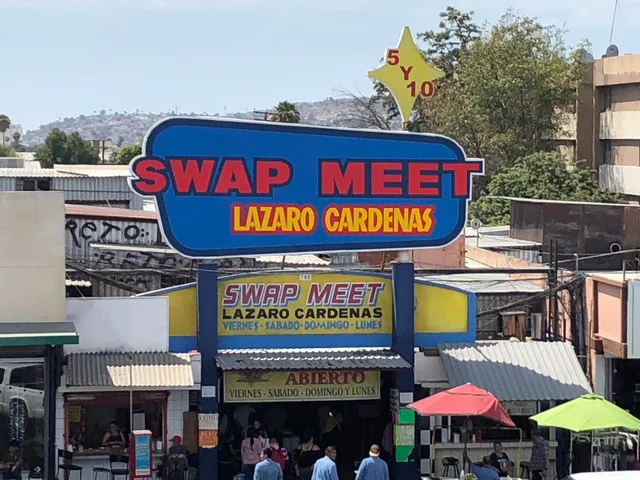 5
Y
10
SWAP MEET
LAZARO CARDENAS
SWAP MEET
LAZARO CARDENAS
VIERNES - SABADO - DOMINGO - LUNES
ABIERTO
VIERNES - SABADO - DOMINGO Y LUNES